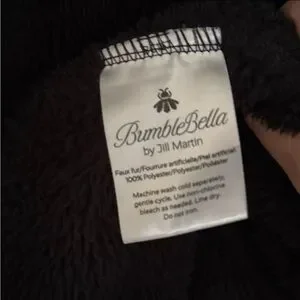 BumbleBella
by Jill Martin
Faux fur/Fourrure artificielle/Piel artificiel
100% Polyester/Polyester/Poliéster
Machine wash cold separately,
gentle cycle. Use non-chlorine
bleach as needed. Line dry.
Do not iron.